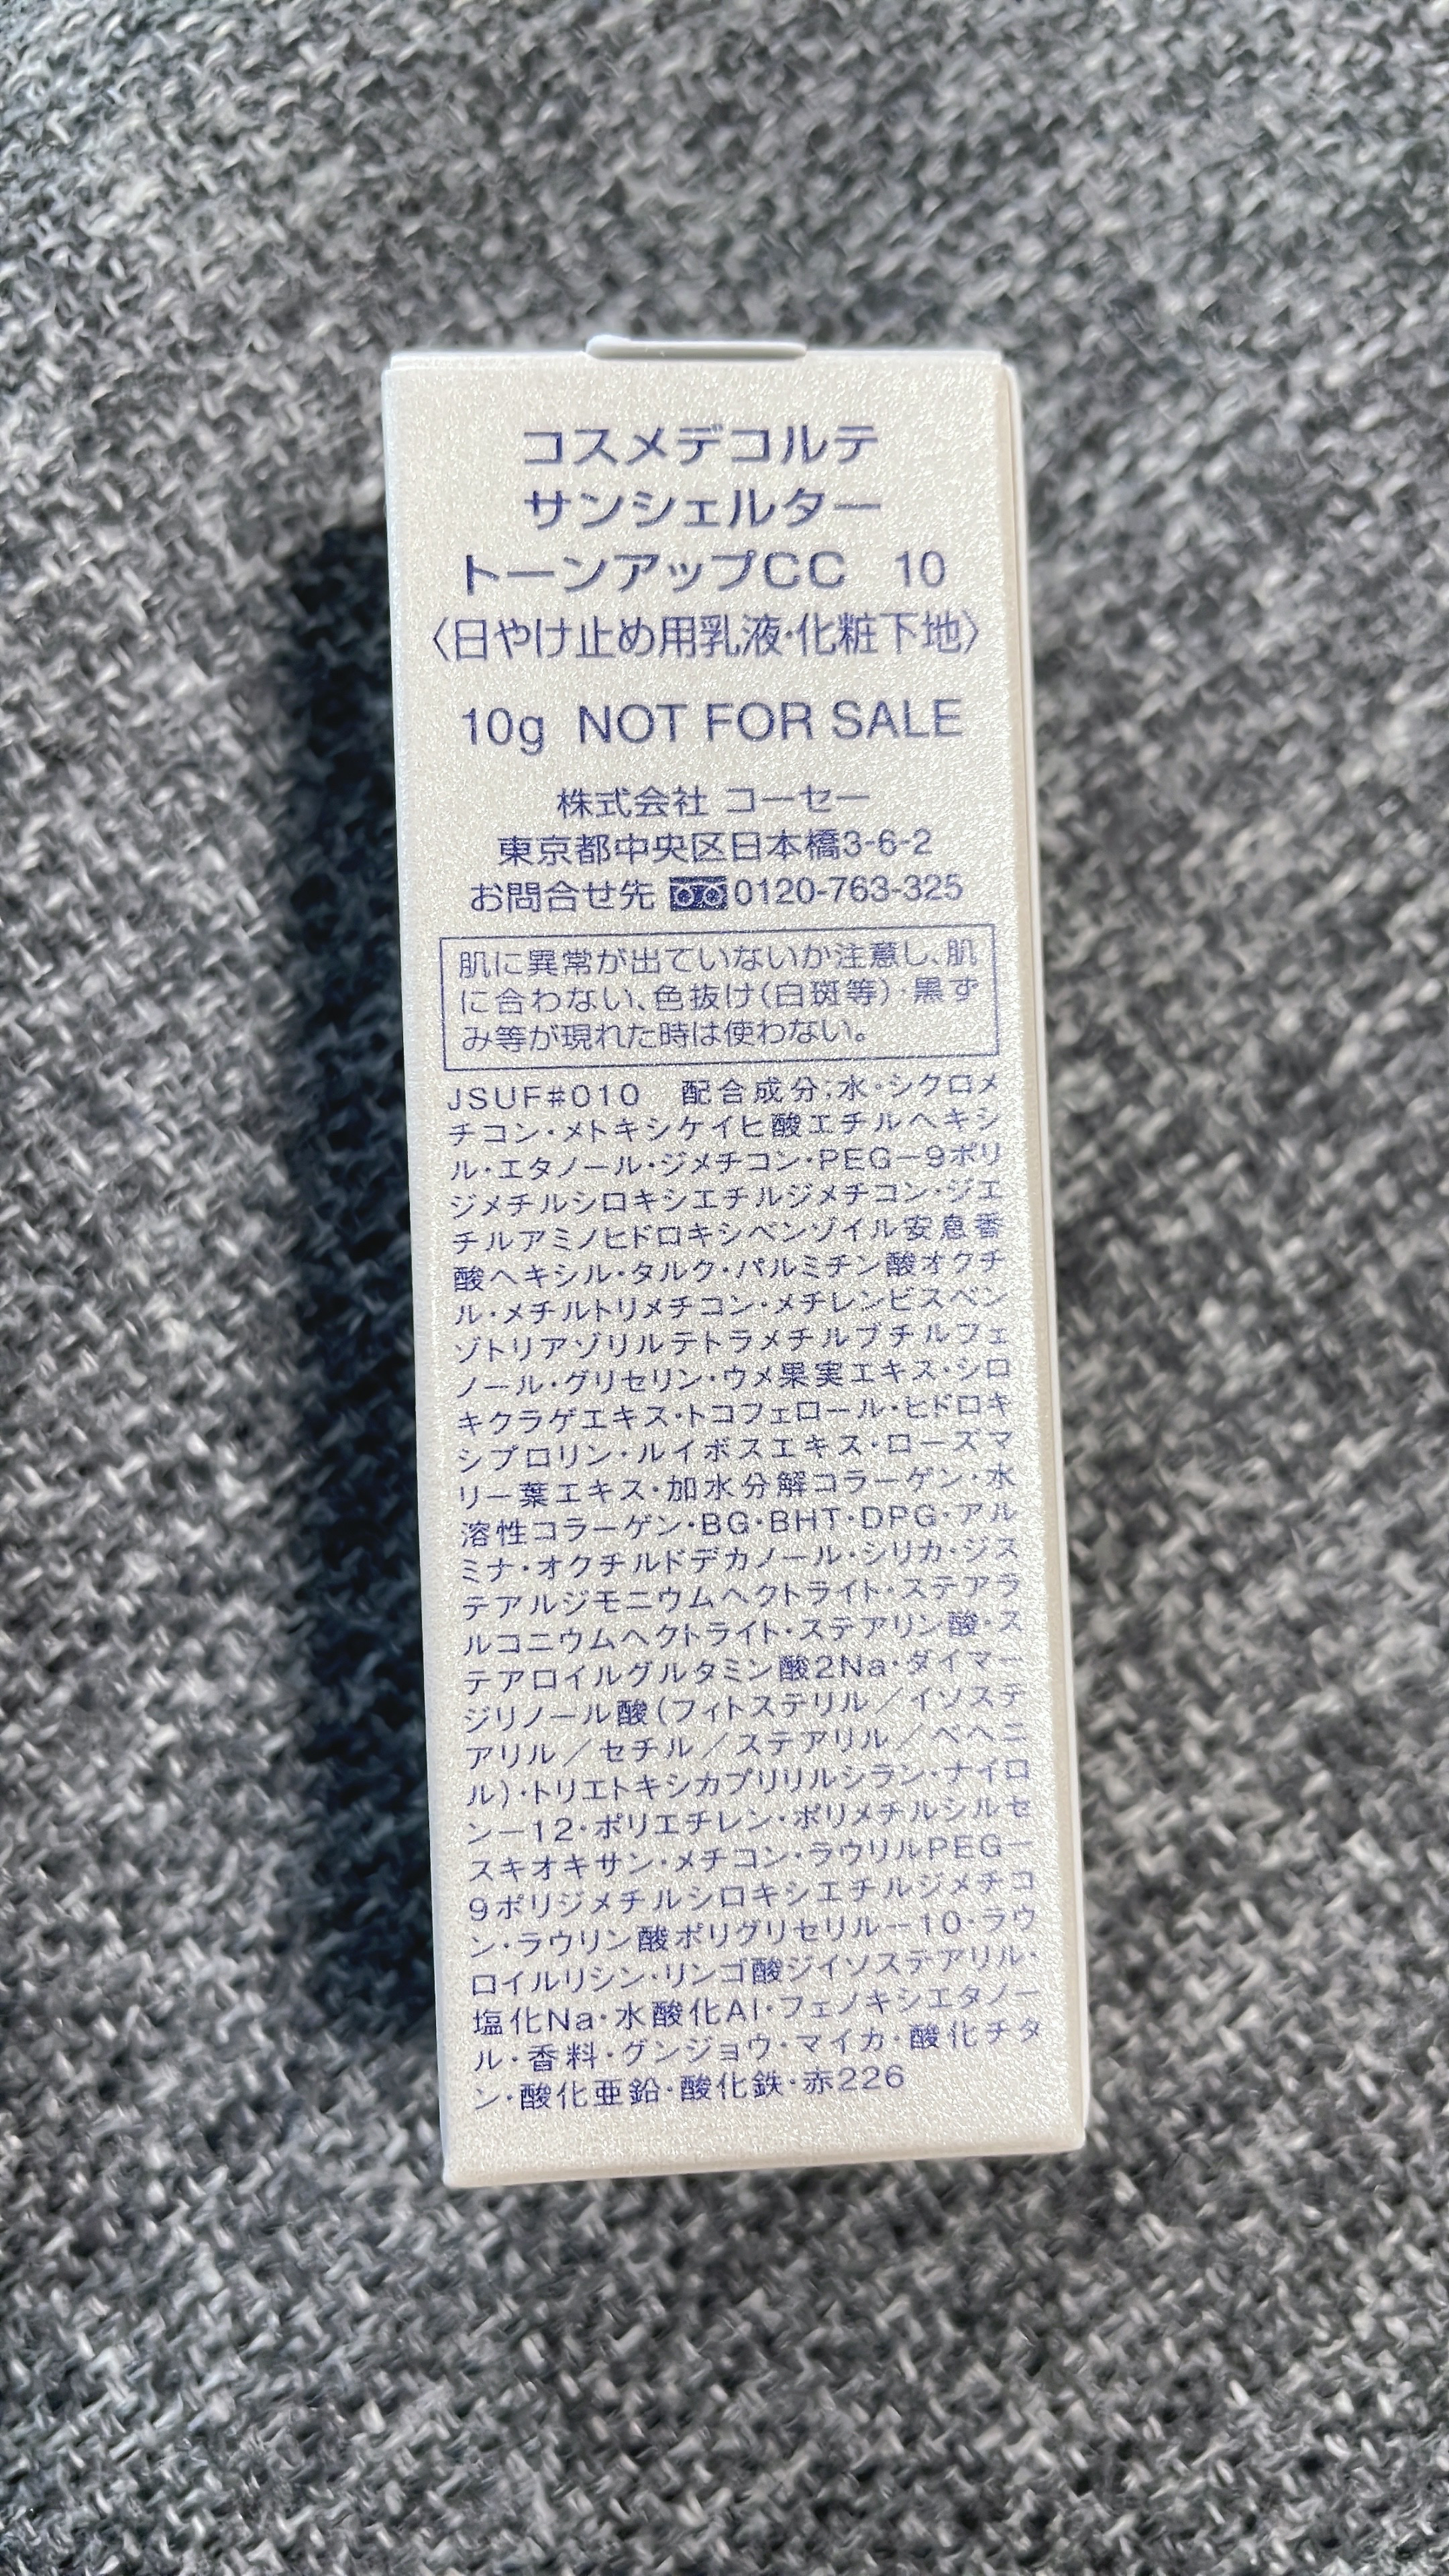 コスメデコルテ
サンシェルター
トーンアップCC 10
〈日やけ止め用乳液・化粧下地〉
10g NOT FOR SALE
株式会社 コーセー
東京都中央区日本橋3-6-2
お問合せ先 0120-763-325
肌に異常が出ていないか注意し、肌
に合わない、色抜け(白斑等)・黒ず
み等が現れた時は使わない。
JSUF#010 配合成分;水・シクロメ
チコン・メトキシケイヒ酸エチルヘキシ
ル・エタノール・ジメチコン・PEG－9ポリ
ジメチルシロキシエチルジメチコン・ジエ
チルアミノヒドロキシベンゾイル安息香
酸ヘキシル・タルク・パルミチン酸オクチ
ル・メチルトリメチコン・メチレンビスベン
ゾトリアゾリルテトラメチルブチルフェ
ノール・グリセリン・ウメ果実エキス・シロ
キクラゲエキス・トコフェロール・ヒドロキ
シプロリン・ルイボスエキス・ローズマ
リー葉エキス・加水分解コラーゲン・水
溶性コラーゲン・BG・BHT・DPG・アル
ミナ・オクチルドデカノール・シリカ・ジス
テアルジモニウムヘクトライト・ステアラ
ルコニウムヘクトライト・ステアリン酸・ス
テアロイルグルタミン酸2Na・ダイマー
ジリノール酸(フィトステリル／イソステ
アリル／セチル／ステアリル／ベヘニ
ル)・トリエトキシカプリリルシラン・ナイロ
ン－12・ポリエチレン・ポリメチルシルセ
スキオキサン・メチコン・ラウリルPEG－
9ポリジメチルシロキシエチルジメチコ
ン・ラウリン酸ポリグリセリル－10・ラウ
ロイルリシン・リンゴ酸ジイソステアリル・
塩化Na・水酸化Al・フェノキシエタノー
ル・香料・グンジョウ・マイカ・酸化チタ
ン・酸化亜鉛・酸化鉄・赤226